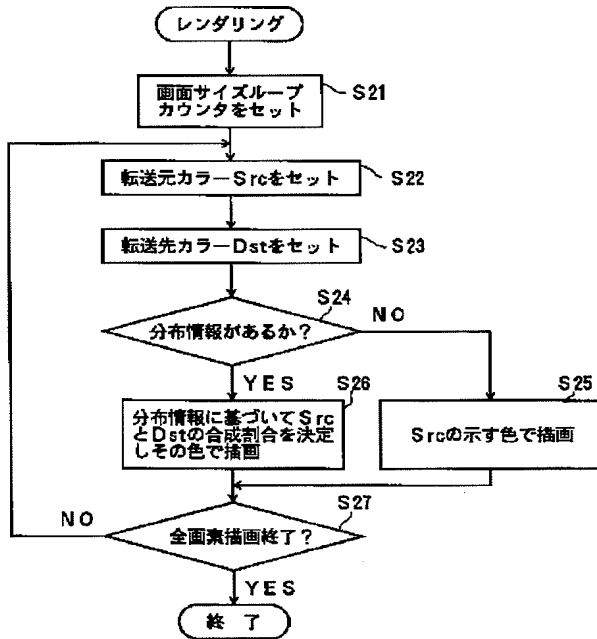 レンダリング
画面サイズループ
カウンタをセット
S21
転送元カラーSrcをセット
S22
転送先カラーDstをセット
S23
S24
分布情報があるか?
NO
YES
S26
分布情報に基づいてSrc
とDstの合成割合を決定
しその色で描画
S25
Srcの示す色で描画
S27
NO
全画素描画終了?
YES
終 了